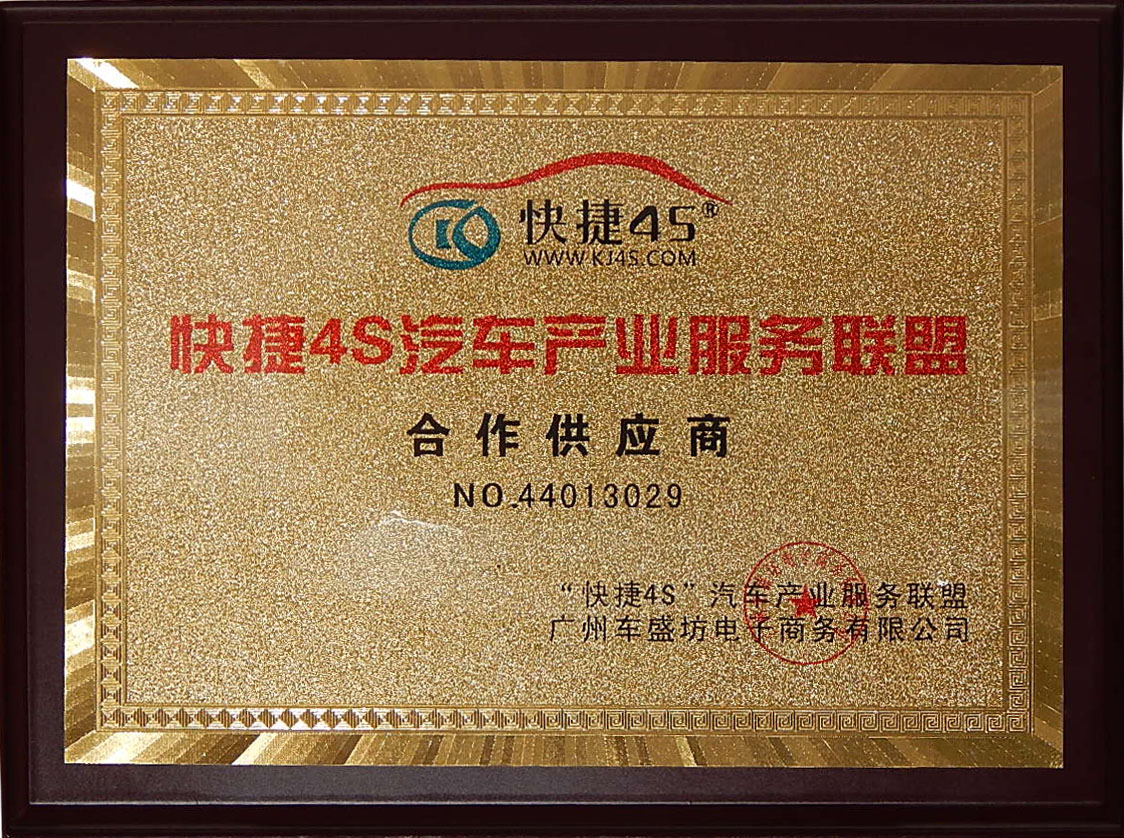 快捷4S®
WWW.KJ4S.COM
快捷4S汽车产业服务联盟
合作供应商
NO.44013029
“快捷4S”汽车产业服务联盟
广州车盛坊电子商务有限公司